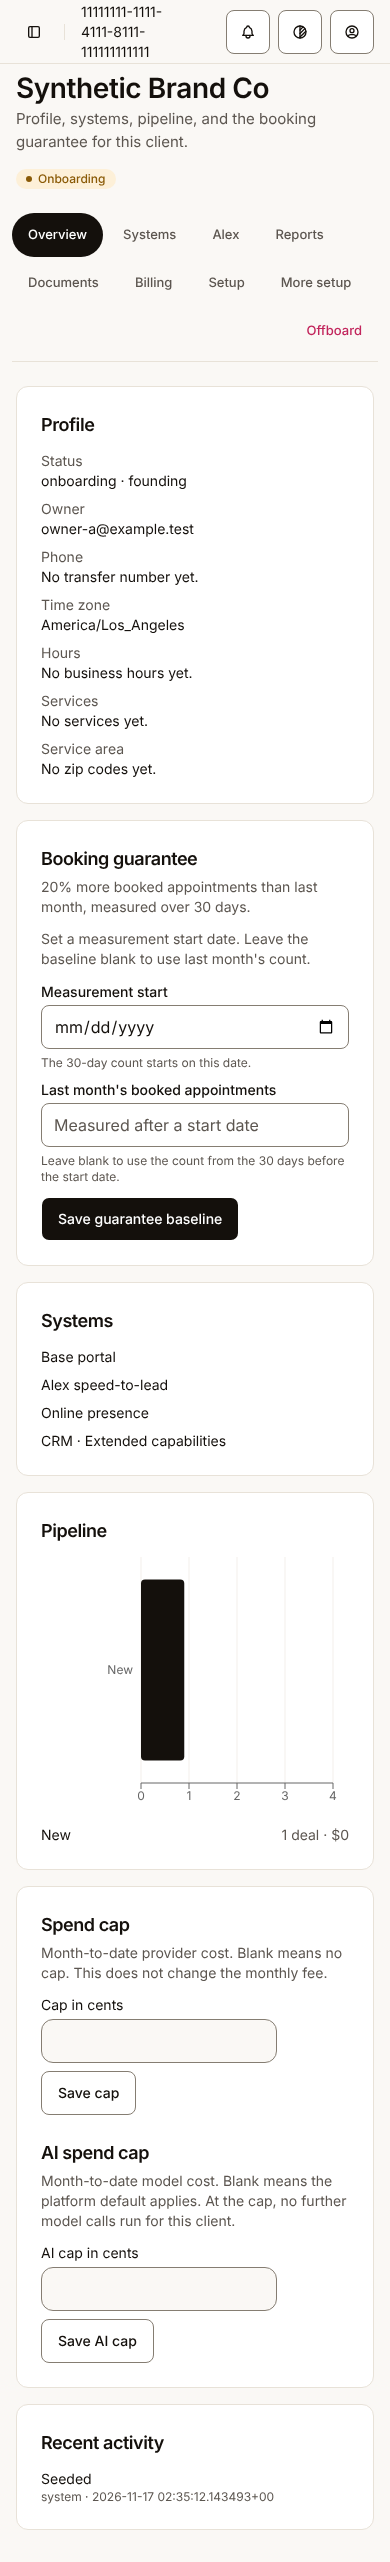 11111111-1111-
4111-8111-
111111111111
Synthetic Brand Co
Profile, systems, pipeline, and the booking
guarantee for this client.
Onboarding
Overview Systems Alex Reports
Documents Billing Setup More setup
Offboard
Profile
Status
onboarding · founding
Owner
owner-a@example.test
Phone
No transfer number yet.
Time zone
America/Los_Angeles
Hours
No business hours yet.
Services
No services yet.
Service area
No zip codes yet.
Booking guarantee
20% more booked appointments than last
month, measured over 30 days.
Set a measurement start date. Leave the
baseline blank to use last month's count.
Measurement start
mm/dd/yyyy
The 30-day count starts on this date.
Last month's booked appointments
Measured after a start date
Leave blank to use the count from the 30 days before
the start date.
Save guarantee baseline
Systems
Base portal
Alex speed-to-lead
Online presence
CRM · Extended capabilities
Pipeline
New
0 1 2 3 4
New 1 deal · $0
Spend cap
Month-to-date provider cost. Blank means no
cap. This does not change the monthly fee.
Cap in cents
Save cap
AI spend cap
Month-to-date model cost. Blank means the
platform default applies. At the cap, no further
model calls run for this client.
AI cap in cents
Save AI cap
Recent activity
Seeded
system · 2026-11-17 02:35:12.143493+00